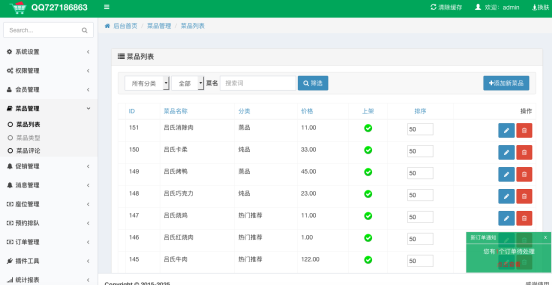 QQ727186863
清除缓存
欢迎: admin
换肤
Search...
后台首页 / 菜品管理 / 菜品列表
系统设置
权限管理
会员管理
菜品管理
菜品列表
菜品类型
菜品评论
促销管理
消息管理
座位管理
预约排队
订单管理
插件工具
统计报表
菜品列表
所有分类 全部 菜名 搜索词 筛选 +添加新菜品
ID 菜品名称 分类 价格 上架 排序 操作
151 吕氏清蒸肉 蒸品 11.00 50
150 吕氏卡柔 炖品 33.00 50
149 吕氏烤鸭 蒸品 45.00 50
148 吕氏巧克力 炖品 23.00 50
147 吕氏烧鸡 热门推荐 11.00 50
146 吕氏红烧肉 热门推荐 1.00 50
145 吕氏牛肉 热门推荐 122.00 50
新订单通知 ×
您有 个订单待处理
Copyright © 2015-2025
感谢使用